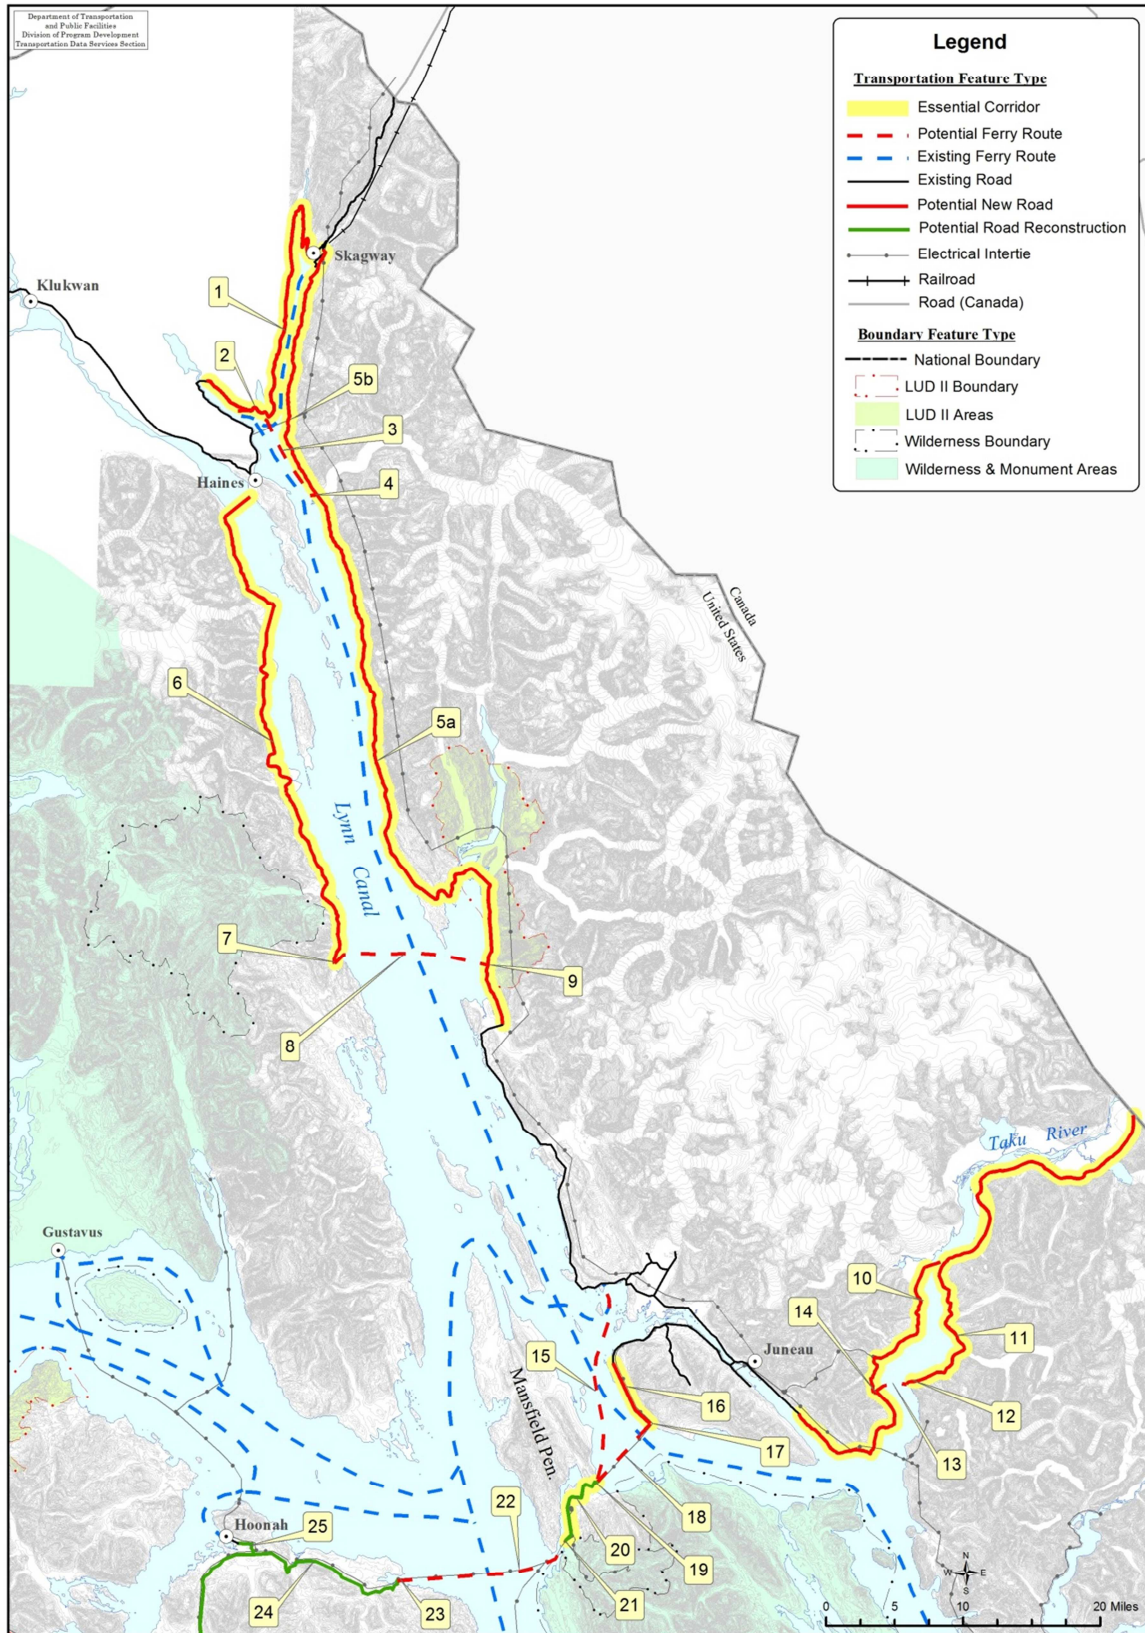 Department of Transportation
and Public Facilities
Division of Program Development
Transportation Data Services Section
Legend
Transportation Feature Type
Essential Corridor
Potential Ferry Route
Existing Ferry Route
Existing Road
Potential New Road
Potential Road Reconstruction
Electrical Intertie
Railroad
Road (Canada)
Boundary Feature Type
National Boundary
LUD II Boundary
LUD II Areas
Wilderness Boundary
Wilderness & Monument Areas
Skagway
Klukwan
1
2
5b
3
Haines
4
Canada
United States
6
5a
Lynn
Canal
7
9
8
Taku River
Gustavus
10
14
11
Juneau
15
16
Mansfield Pen.
12
17
13
22
18
Hoonah
25
20
19
24
23
21
N
W
E
S
0
5
10
20 Miles